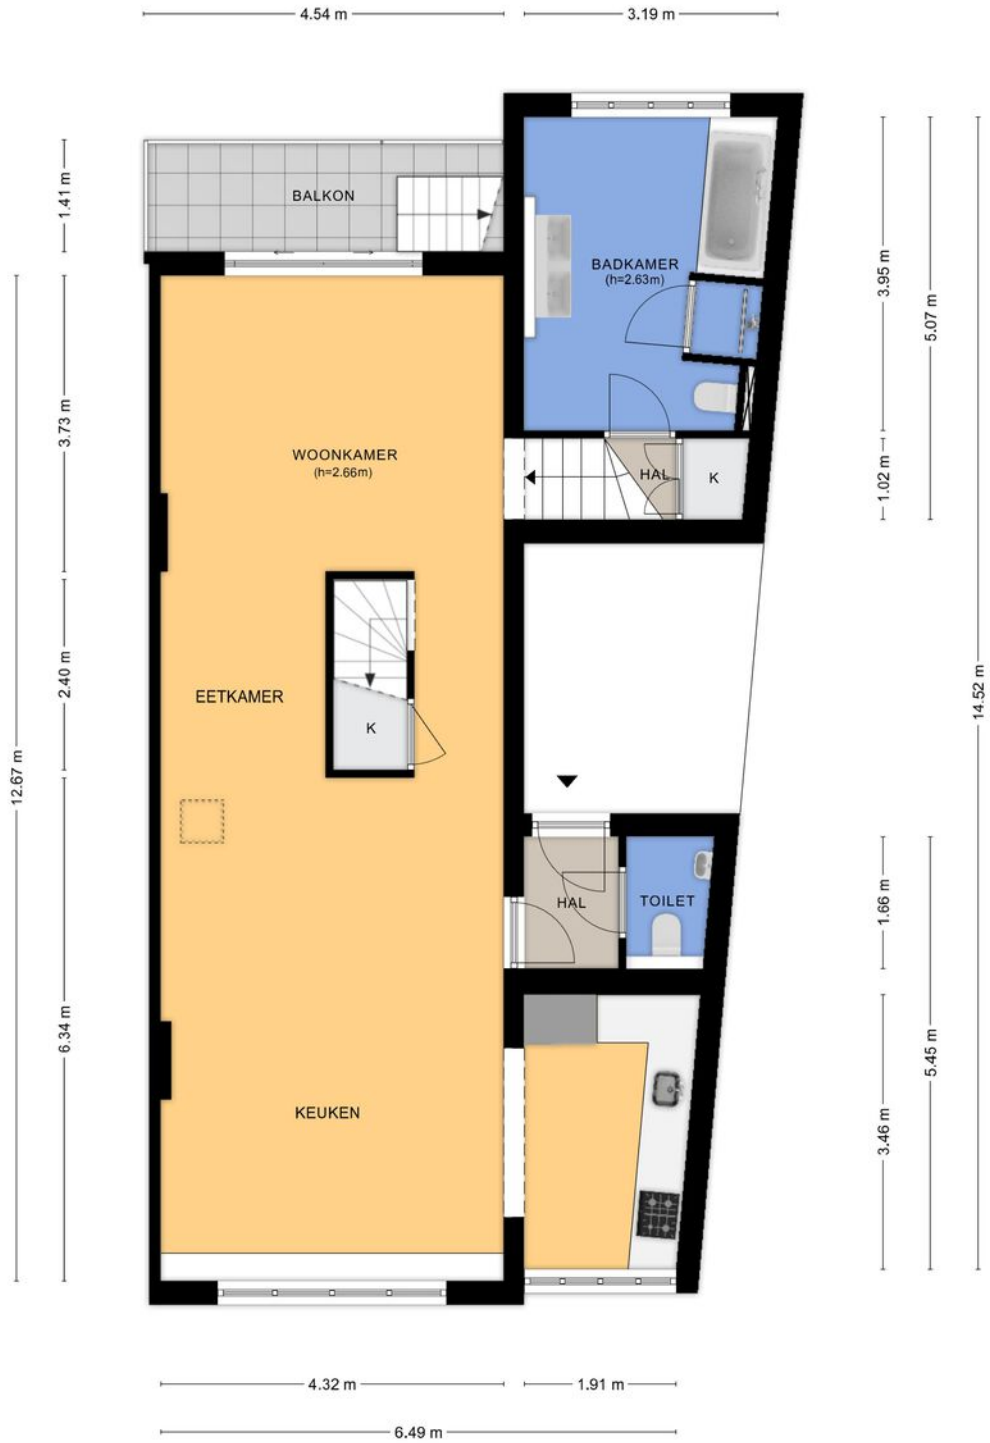 4.54 m
3.19 m
1.41 m
BALKON
BADKAMER
(h=2.63m)
3.95 m
5.07 m
3.73 m
WOONKAMER
(h=2.66m)
HAL
K
1.02 m
2.40 m
EETKAMER
K
14.52 m
12.67 m
HAL
TOILET
1.66 m
6.34 m
5.45 m
KEUKEN
3.46 m
4.32 m
1.91 m
6.49 m